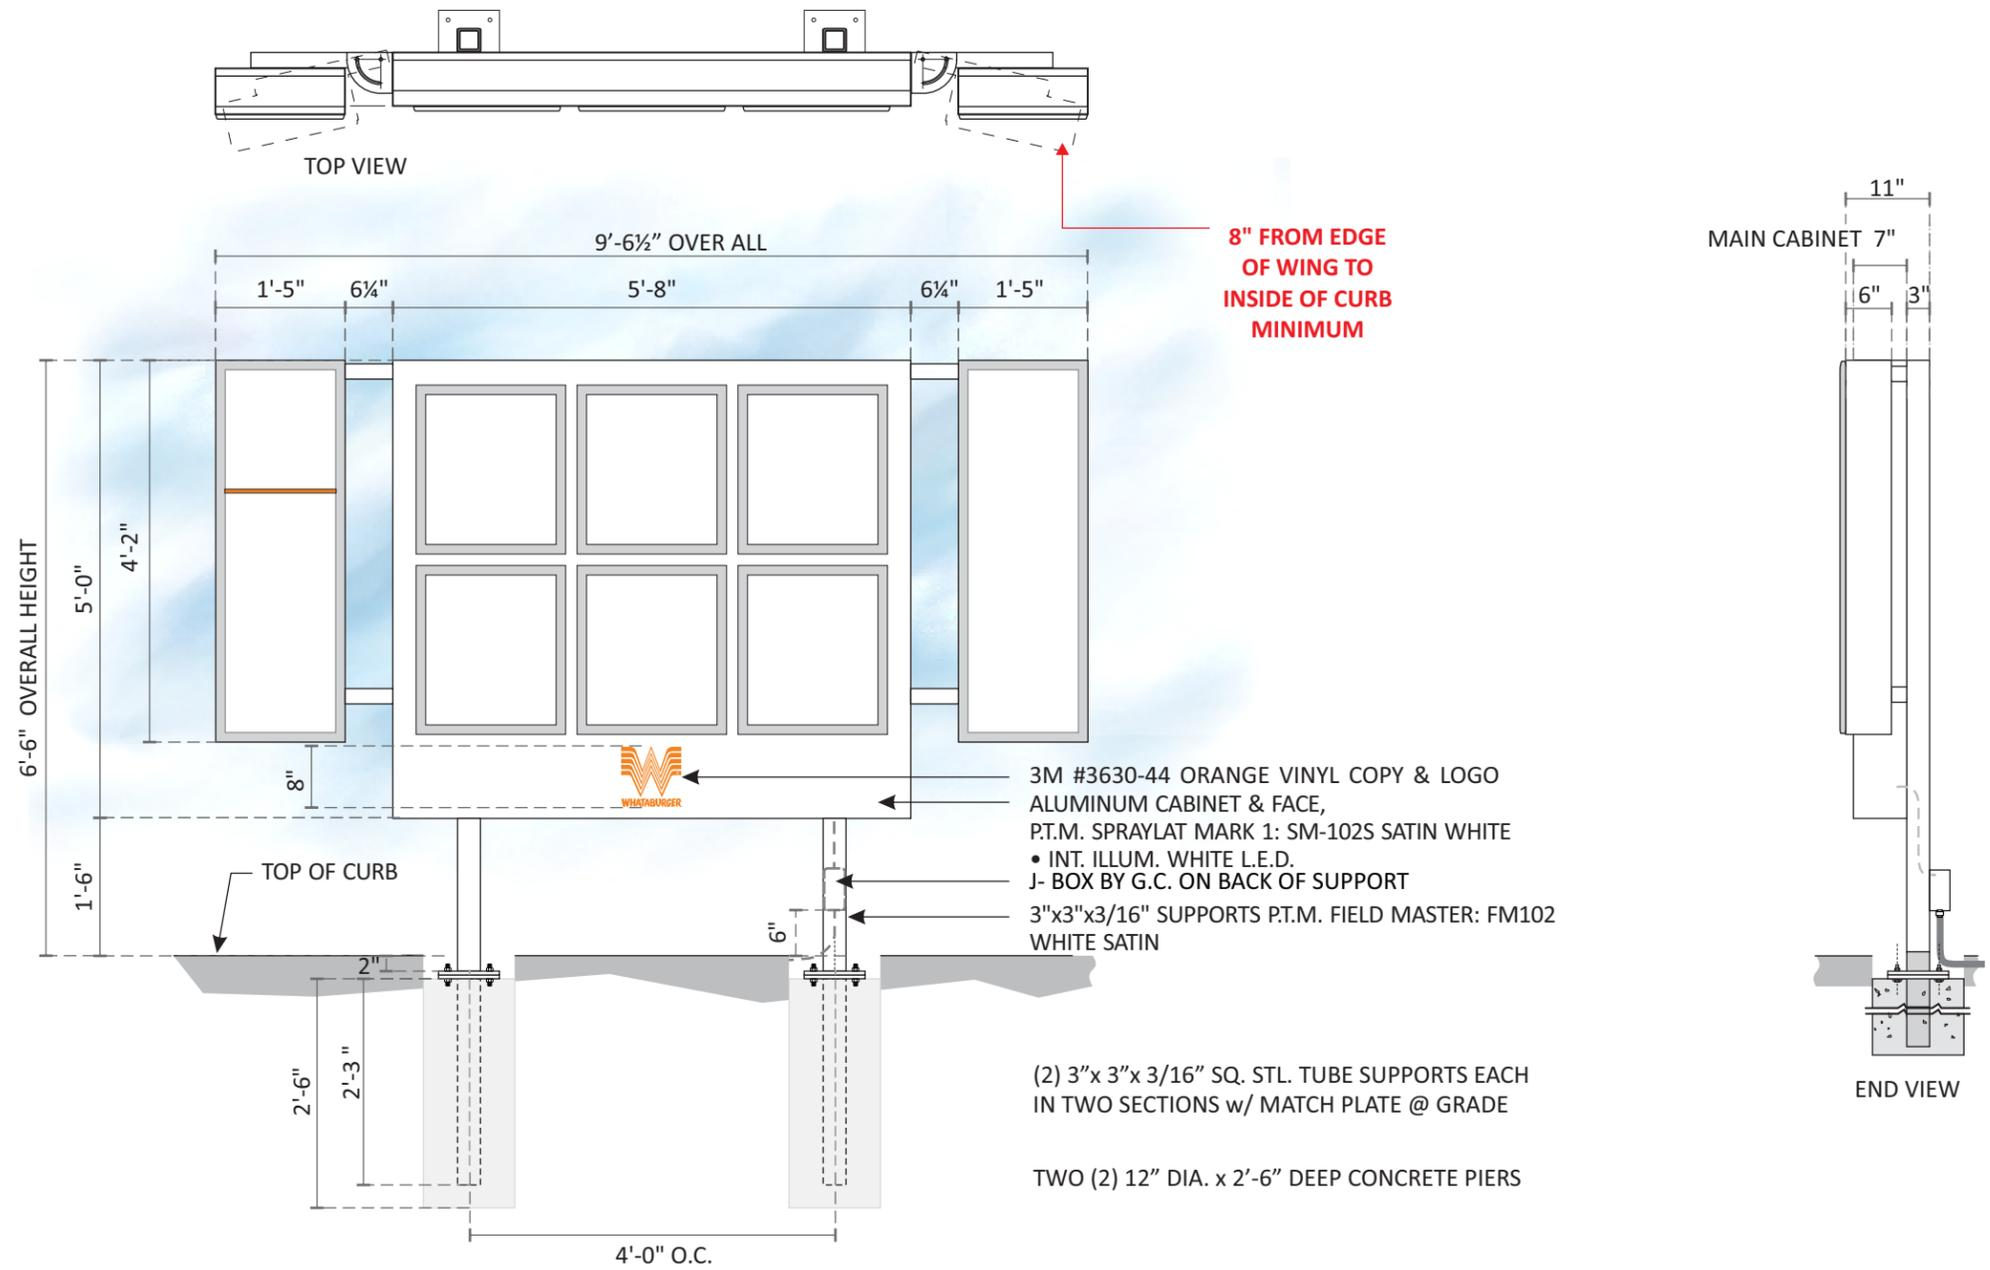 TOP VIEW
8" FROM EDGE
OF WING TO
INSIDE OF CURB
MINIMUM
9’-6½” OVER ALL
1'-5"
6¼"
5'-8"
6¼"
1'-5"
6'-6" OVERALL HEIGHT
5'-0"
4'-2"
8"
1'-6"
WHATABURGER
3M #3630-44 ORANGE VINYL COPY & LOGO
ALUMINUM CABINET & FACE,
P.T.M. SPRAYLAT MARK 1: SM-102S SATIN WHITE
• INT. ILLUM. WHITE L.E.D.
J- BOX BY G.C. ON BACK OF SUPPORT
3"x3"x3/16" SUPPORTS P.T.M. FIELD MASTER: FM102
WHITE SATIN
TOP OF CURB
6"
2"
2'-6"
2'-3 "
4'-0" O.C.
(2) 3”x 3”x 3/16” SQ. STL. TUBE SUPPORTS EACH
IN TWO SECTIONS w/ MATCH PLATE @ GRADE
TWO (2) 12” DIA. x 2’-6” DEEP CONCRETE PIERS
11"
MAIN CABINET 7"
6"
3"
END VIEW